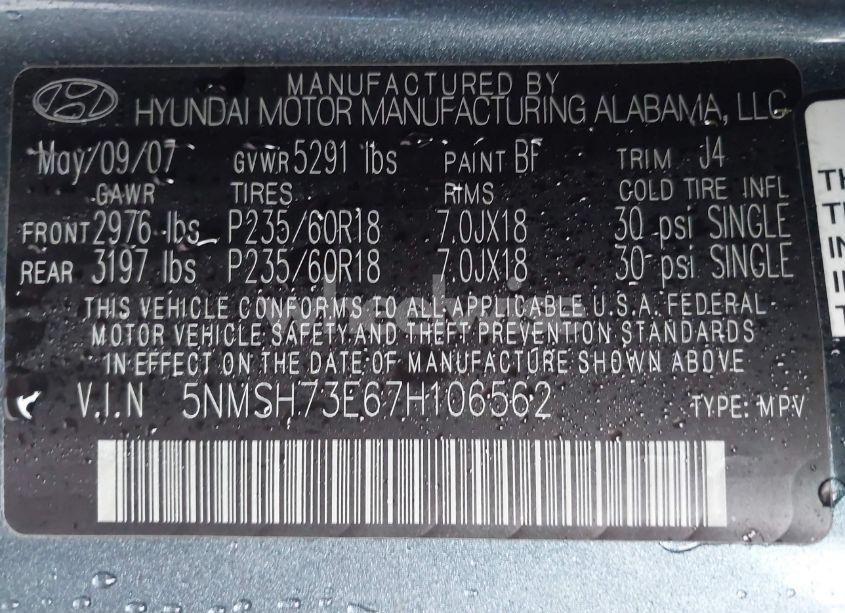 MANUFACTURED BY
HYUNDAI MOTOR MANUFACTURING ALABAMA, LLC
May/09/07 GVWR 5291 lbs PAINT BF TRIM J4
GAWR TIRES RIMS COLD TIRE INFL
FRONT 2976 lbs P235/60R18 7.0JX18 30 psi SINGLE
REAR 3197 lbs P235/60R18 7.0JX18 30 psi SINGLE
THIS VEHICLE CONFORMS TO ALL APPLICABLE U.S.A. FEDERAL
MOTOR VEHICLE SAFETY AND THEFT PREVENTION STANDARDS
IN EFFECT ON THE DATE OF MANUFACTURE SHOWN ABOVE
V.I.N 5NMSH73E67H106562 TYPE: MPV